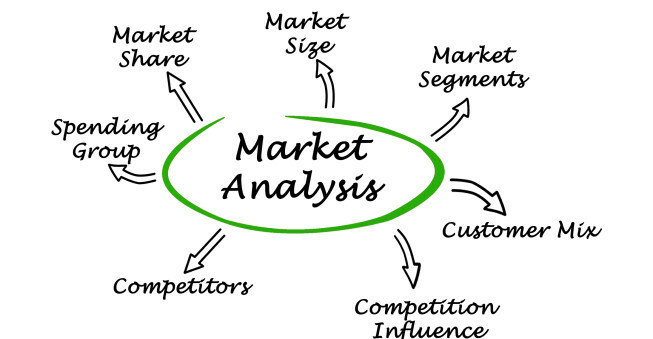 Market
Size
Market
Share
Market
Segments
Spending
Group
Market
Analysis
Customer Mix
Competitors
Competition
Influence